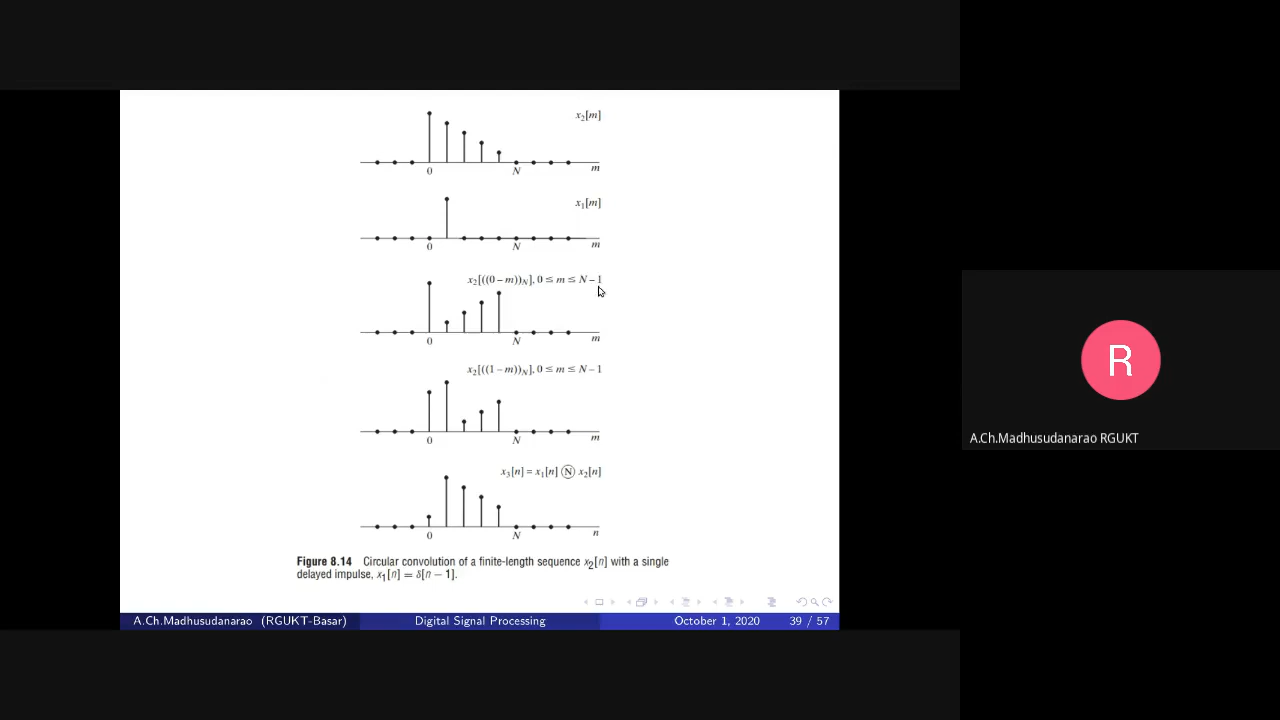 x₂[m]
0 N m
x₁[m]
0 N m
x₂[((0 – m))N], 0 ≤ m ≤ N – 1
0 N m
x₂[((1 – m))N], 0 ≤ m ≤ N – 1
0 N m
x₃[n] = x₁[n] Ⓝ x₂[n]
0 N n
Figure 8.14 Circular convolution of a finite-length sequence x₂[n] with a single
delayed impulse, x₁[n] = δ[n − 1].
A.Ch.Madhusudanarao (RGUKT-Basar) Digital Signal Processing October 1, 2020 39 / 57
R
A.Ch.Madhusudanarao RGUKT